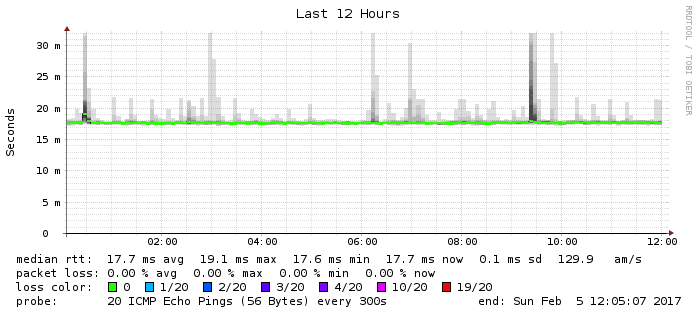 Last 12 Hours
RRDTOOL / TOBI OETIKER
Seconds
30 m
25 m
20 m
15 m
10 m
5 m
0
02:00 04:00 06:00 08:00 10:00 12:00
median rtt: 17.7 ms avg 19.1 ms max 17.6 ms min 17.7 ms now 0.1 ms sd 129.9 am/s
packet loss: 0.00 % avg 0.00 % max 0.00 % min 0.00 % now
loss color: 0 1/20 2/20 3/20 4/20 10/20 19/20
probe: 20 ICMP Echo Pings (56 Bytes) every 300s end: Sun Feb 5 12:05:07 2017